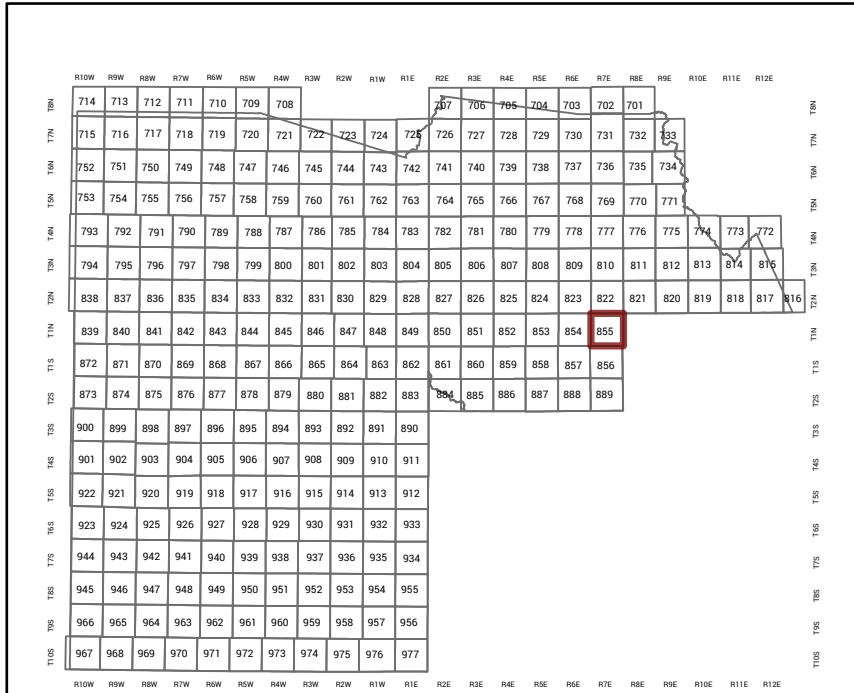 R10W R9W R8W R7W R6W R5W R4W R3W R2W R1W R1E R2E R3E R4E R5E R6E R7E R8E R9E R10E R11E R12E
T8N 714 713 712 711 710 709 708 707 706 705 704 703 702 701 T8N
T7N 715 716 717 718 719 720 721 722 723 724 725 726 727 728 729 730 731 732 733 T7N
T6N 752 751 750 749 748 747 746 745 744 743 742 741 740 739 738 737 736 735 734 T6N
T5N 753 754 755 756 757 758 759 760 761 762 763 764 765 766 767 768 769 770 771 T5N
T4N 793 792 791 790 789 788 787 786 785 784 783 782 781 780 779 778 777 776 775 774 773 772 T4N
T3N 794 795 796 797 798 799 800 801 802 803 804 805 806 807 808 809 810 811 812 813 814 815 T3N
T2N 838 837 836 835 834 833 832 831 830 829 828 827 826 825 824 823 822 821 820 819 818 817 816 T2N
T1N 839 840 841 842 843 844 845 846 847 848 849 850 851 852 853 854 855 T1N
T1S 872 871 870 869 868 867 866 865 864 863 862 861 860 859 858 857 856 T1S
T2S 873 874 875 876 877 878 879 880 881 882 883 884 885 886 887 888 889 T2S
T3S 900 899 898 897 896 895 894 893 892 891 890 T3S
T4S 901 902 903 904 905 906 907 908 909 910 911 T4S
T5S 922 921 920 919 918 917 916 915 914 913 912 T5S
T6S 923 924 925 926 927 928 929 930 931 932 933 T6S
T7S 944 943 942 941 940 939 938 937 936 935 934 T7S
T8S 945 946 947 948 949 950 951 952 953 954 955 T8S
T9S 966 965 964 963 962 961 960 959 958 957 956 T9S
T10S 967 968 969 970 971 972 973 974 975 976 977 T10S
R10W R9W R8W R7W R6W R5W R4W R3W R2W R1W R1E R2E R3E R4E R5E R6E R7E R8E R9E R10E R11E R12E